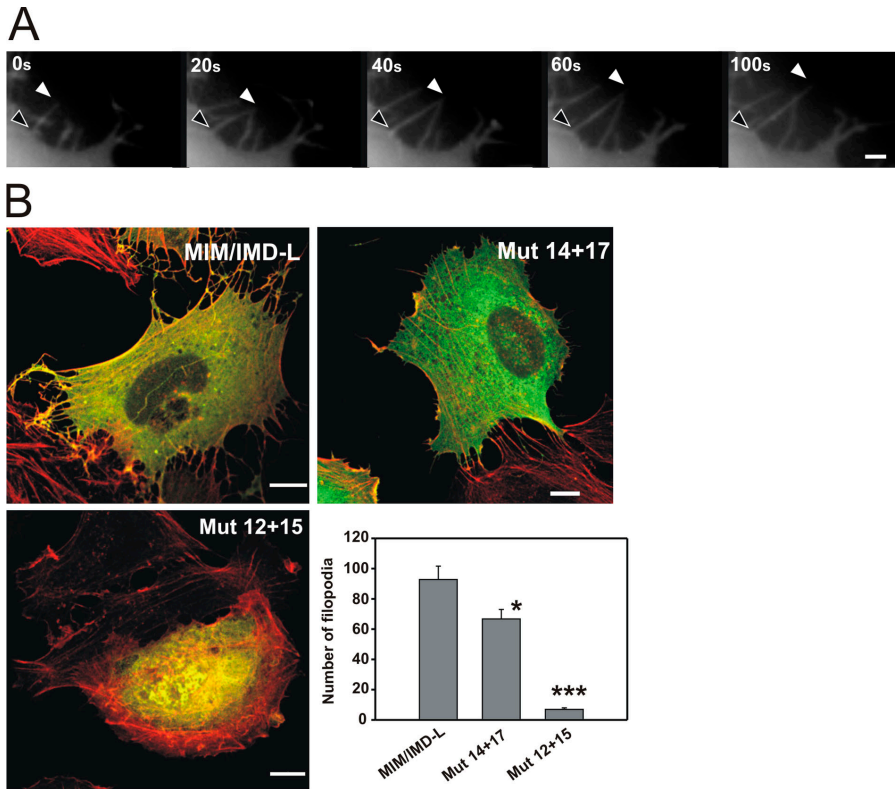 A
0s 20s 40s 60s 100s
B
MIM/IMD-L
Mut 14+17
Mut 12+15
120
100
80
60
40
20
0
Number of filopodia
*
***
MIM/IMD-L
Mut 14+17
Mut 12+15